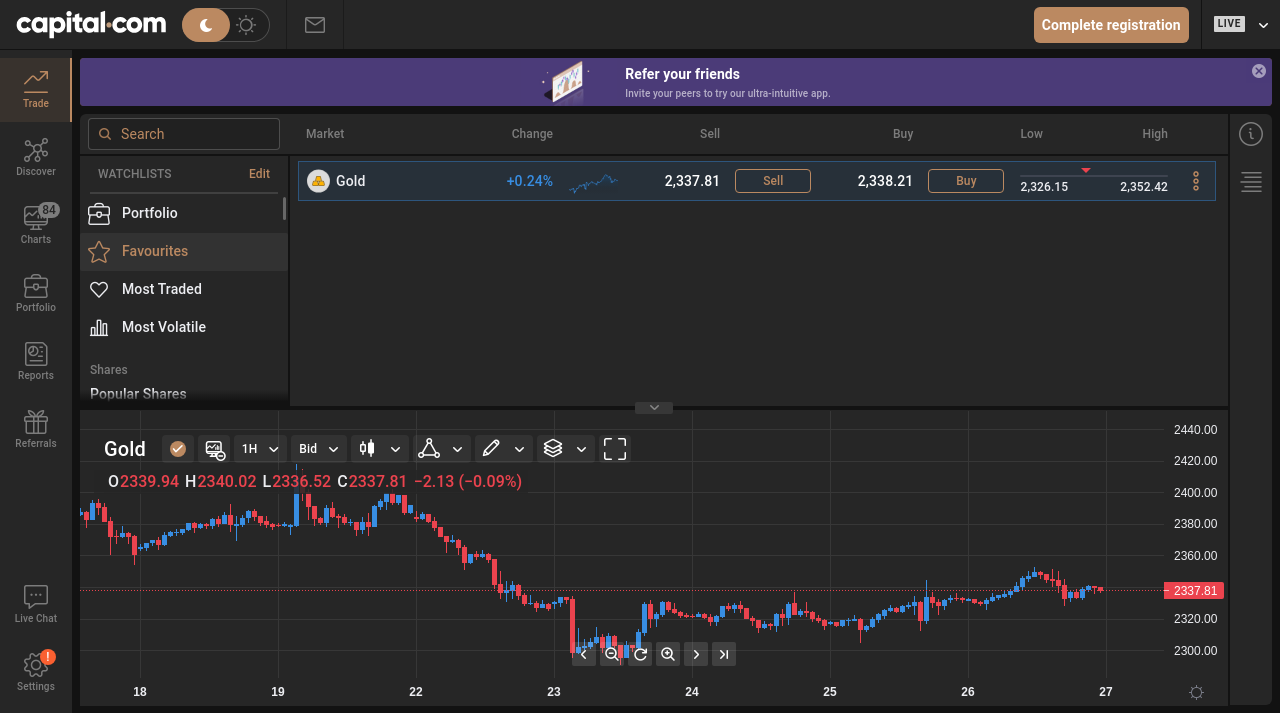 capital.com
Complete registration
LIVE
Trade
Discover
84
Charts
Portfolio
Reports
Referrals
Live Chat
!
Settings
Refer your friends
Invite your peers to try our ultra-intuitive app.
Search
WATCHLISTS Edit
Portfolio
Favourites
Most Traded
Most Volatile
Shares
Popular Shares
Market Change Sell Buy Low High
Gold +0.24% 2,337.81 Sell 2,338.21 Buy 2,326.15 2,352.42
i
Gold 1H Bid
O2339.94 H2340.02 L2336.52 C2337.81 −2.13 (−0.09%)
2440.00
2420.00
2400.00
2380.00
2360.00
2337.81
2320.00
2300.00
18 19 22 23 24 25 26 27